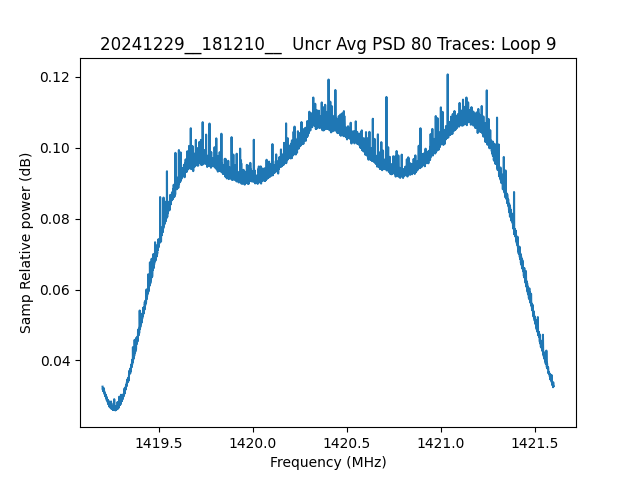 20241229__181210__  Uncr Avg PSD 80 Traces: Loop 9
0.12
0.10
0.08
0.06
0.04
Samp Relative power (dB)
1419.5 1420.0 1420.5 1421.0 1421.5
Frequency (MHz)